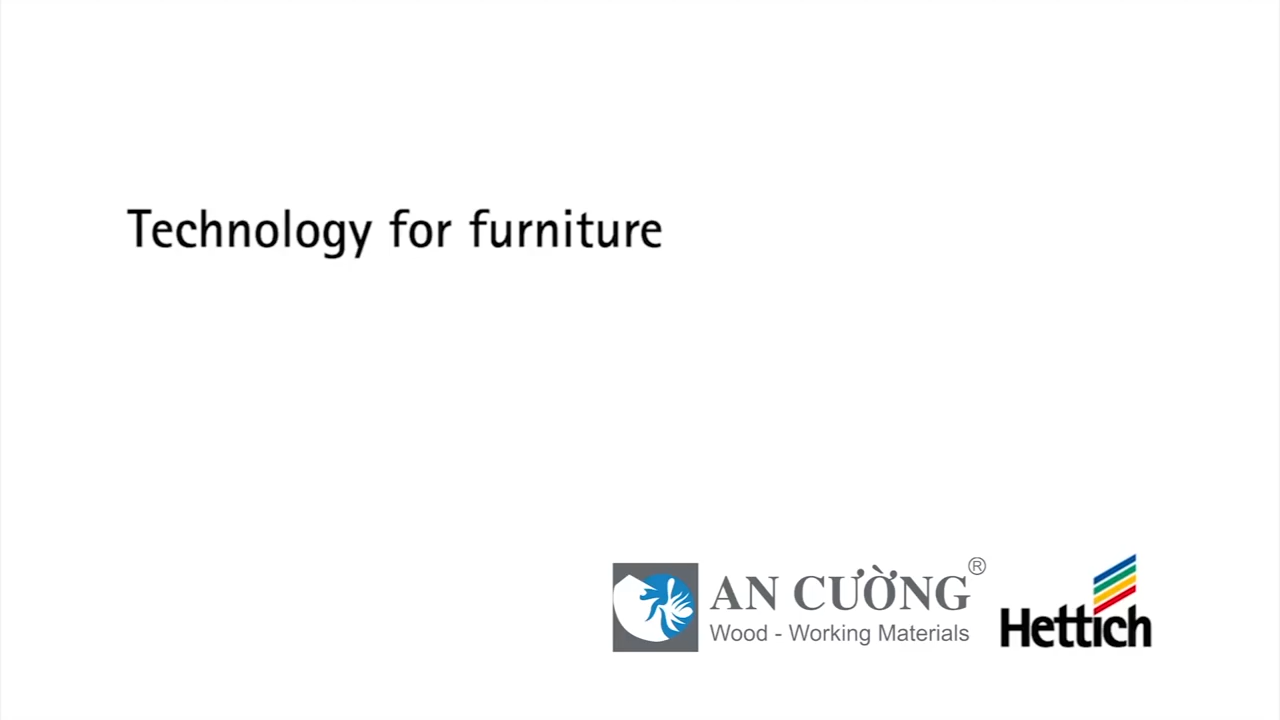 Technology for furniture
AN CƯỜNG®
Wood - Working Materials
Hettich